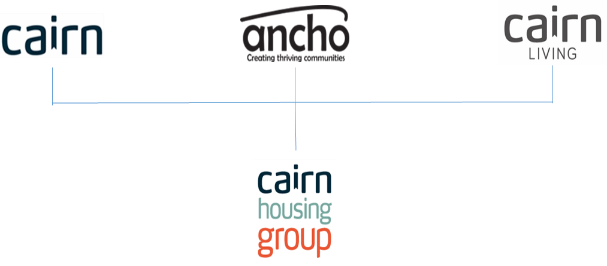 cairn
ancho
Creating thriving communities
cairn
LIVING
cairn
housing
group